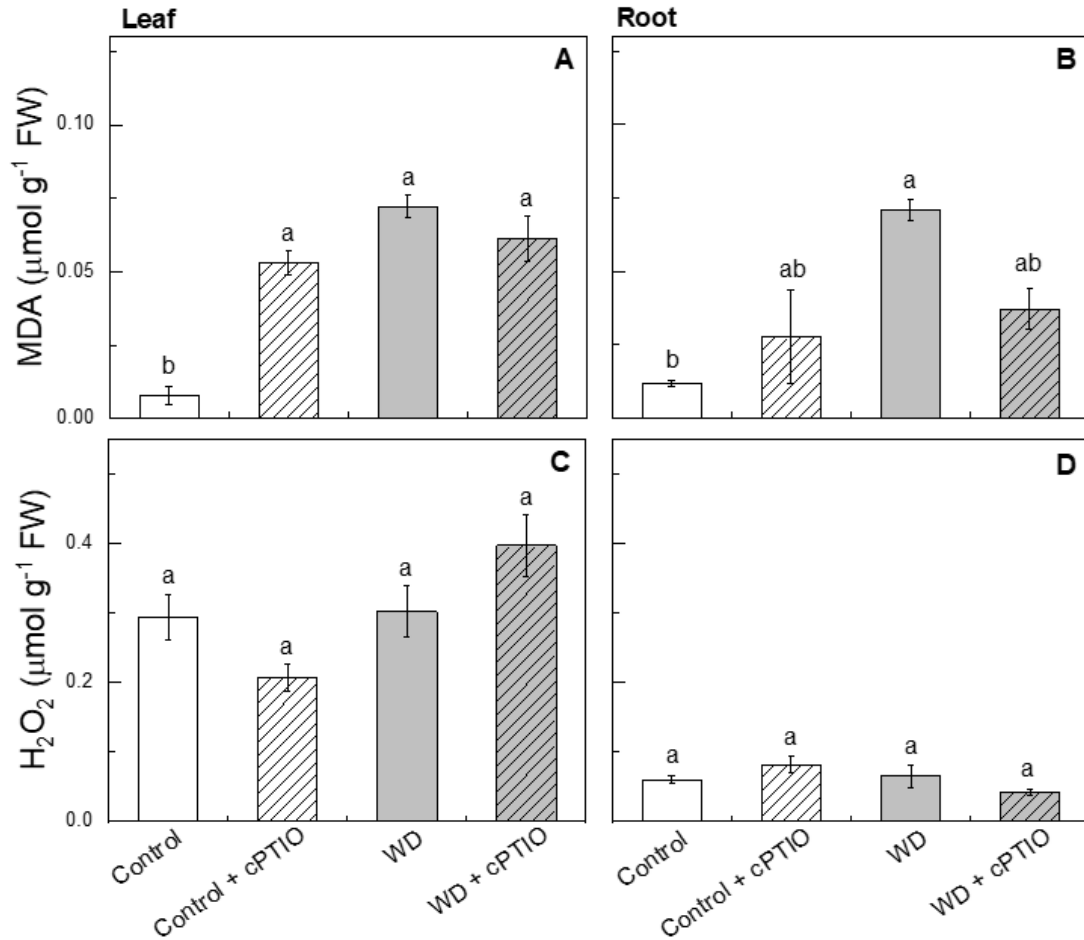 Leaf
Root
A
B
MDA (μmol g⁻¹ FW)
0.10
0.05
0.00
b
a
a
a
b
ab
a
ab
C
D
H₂O₂ (μmol g⁻¹ FW)
0.4
0.2
0.0
a
a
a
a
a
a
a
a
Control
Control + cPTIO
WD
WD + cPTIO
Control
Control + cPTIO
WD
WD + cPTIO